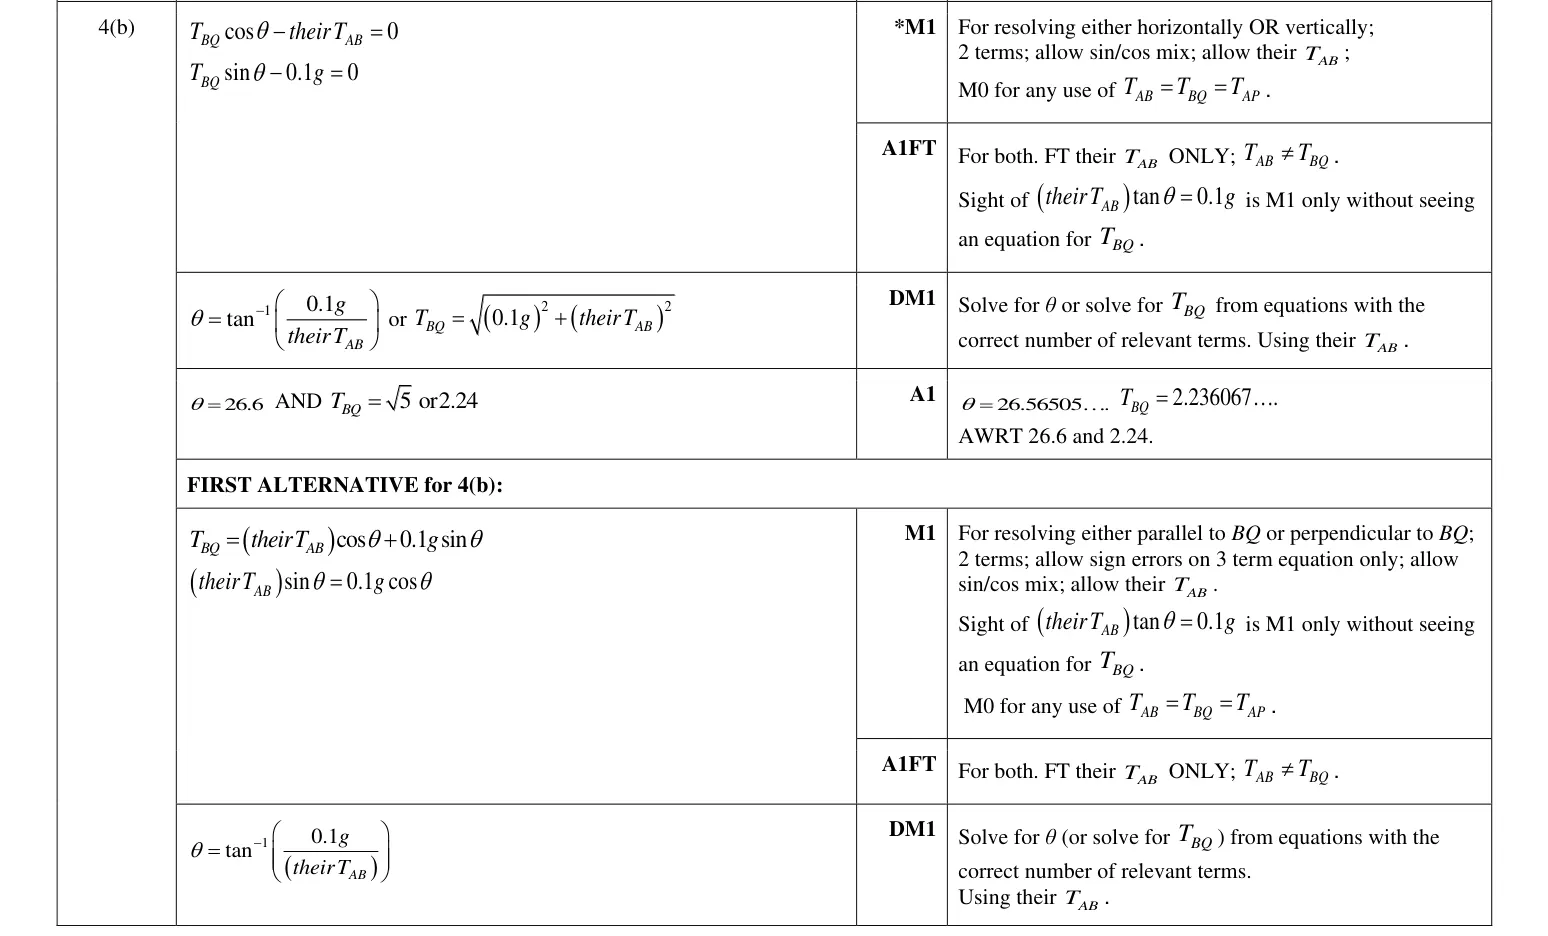 4(b)
T_BQ cos θ − their T_AB = 0
T_BQ sin θ − 0.1g = 0
*M1
For resolving either horizontally OR vertically;
2 terms; allow sin/cos mix; allow their T_AB ;
M0 for any use of T_AB = T_BQ = T_AP .
A1FT
For both. FT their T_AB ONLY; T_AB ≠ T_BQ .
Sight of (their T_AB) tan θ = 0.1g is M1 only without seeing
an equation for T_BQ .
θ = tan⁻¹(0.1g / their T_AB) or T_BQ = √((0.1g)² + (their T_AB)²)
DM1
Solve for θ or solve for T_BQ from equations with the
correct number of relevant terms. Using their T_AB .
θ = 26.6 AND T_BQ = √5 or2.24
A1
θ = 26.56505…. T_BQ = 2.236067….
AWRT 26.6 and 2.24.
FIRST ALTERNATIVE for 4(b):
T_BQ = (their T_AB) cos θ + 0.1g sin θ
(their T_AB) sin θ = 0.1g cos θ
M1
For resolving either parallel to BQ or perpendicular to BQ;
2 terms; allow sign errors on 3 term equation only; allow
sin/cos mix; allow their T_AB .
Sight of (their T_AB) tan θ = 0.1g is M1 only without seeing
an equation for T_BQ .
M0 for any use of T_AB = T_BQ = T_AP .
A1FT
For both. FT their T_AB ONLY; T_AB ≠ T_BQ .
θ = tan⁻¹(0.1g / (their T_AB))
DM1
Solve for θ (or solve for T_BQ ) from equations with the
correct number of relevant terms.
Using their T_AB .